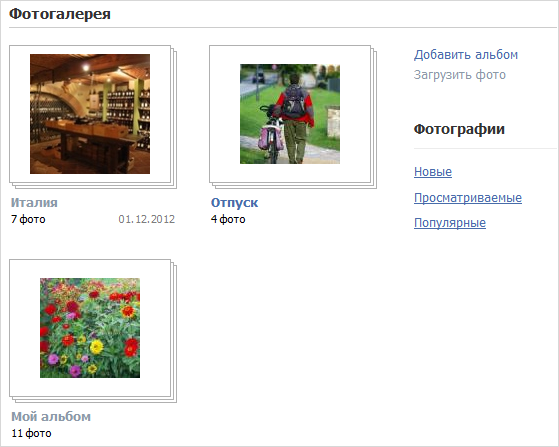 Фотогалерея
Италия
7 фото 01.12.2012
Отпуск
4 фото
Мой альбом
11 фото
Добавить альбом
Загрузить фото
Фотографии
Новые
Просматриваемые
Популярные